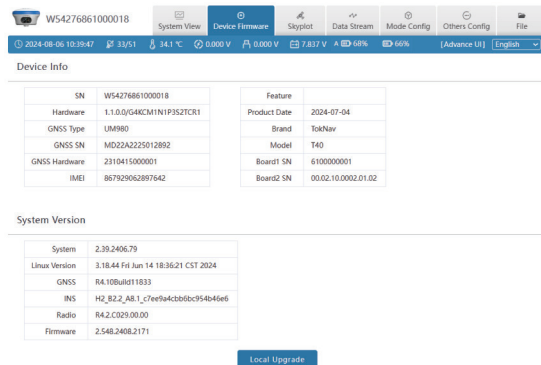 W54276861000018
System View
Device Firmware
Skyplot
Data Stream
Mode Config
Others Config
File
2024-08-06 10:39:47 33/51 34.1 ℃ 0.000 V 0.000 V 7.837 V A 68% 66% [Advance UI] English
Device Info
SN W54276861000018
Hardware 1.1.0.0/G4KCM1N1P3S2TCR1
GNSS Type UM980
GNSS SN MD22A2225012892
GNSS Hardware 2310415000001
IMEI 867929062897642
Feature
Product Date 2024-07-04
Brand TokNav
Model T40
Board1 SN 6100000001
Board2 SN 00.02.10.0002.01.02
System Version
System 2.39.2406.79
Linux Version 3.18.44 Fri Jun 14 18:36:21 CST 2024
GNSS R4.10Build11833
INS H2_B2.2_A8.1_c7ee9a4cbb6bc954b46e6
Radio R4.2.C029.00.00
Firmware 2.548.2408.2171
Local Upgrade